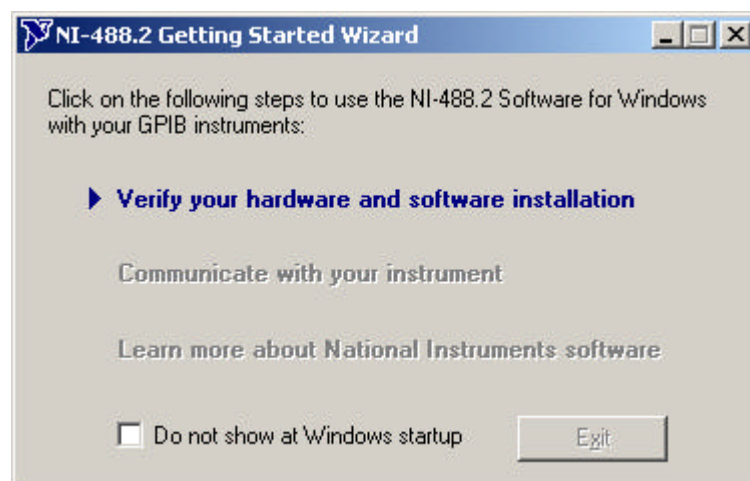 NI-488.2 Getting Started Wizard
Click on the following steps to use the NI-488.2 Software for Windows
with your GPIB instruments:
Verify your hardware and software installation
Communicate with your instrument
Learn more about National Instruments software
Do not show at Windows startup
Exit